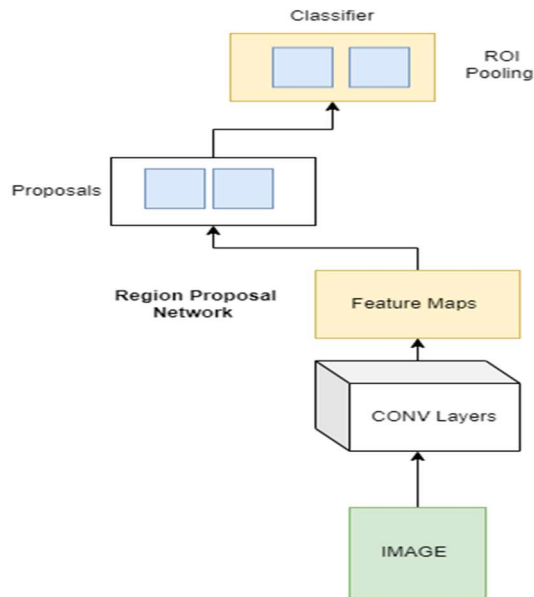 Classifier
ROI
Pooling
Proposals
Region Proposal
Network
Feature Maps
CONV Layers
IMAGE